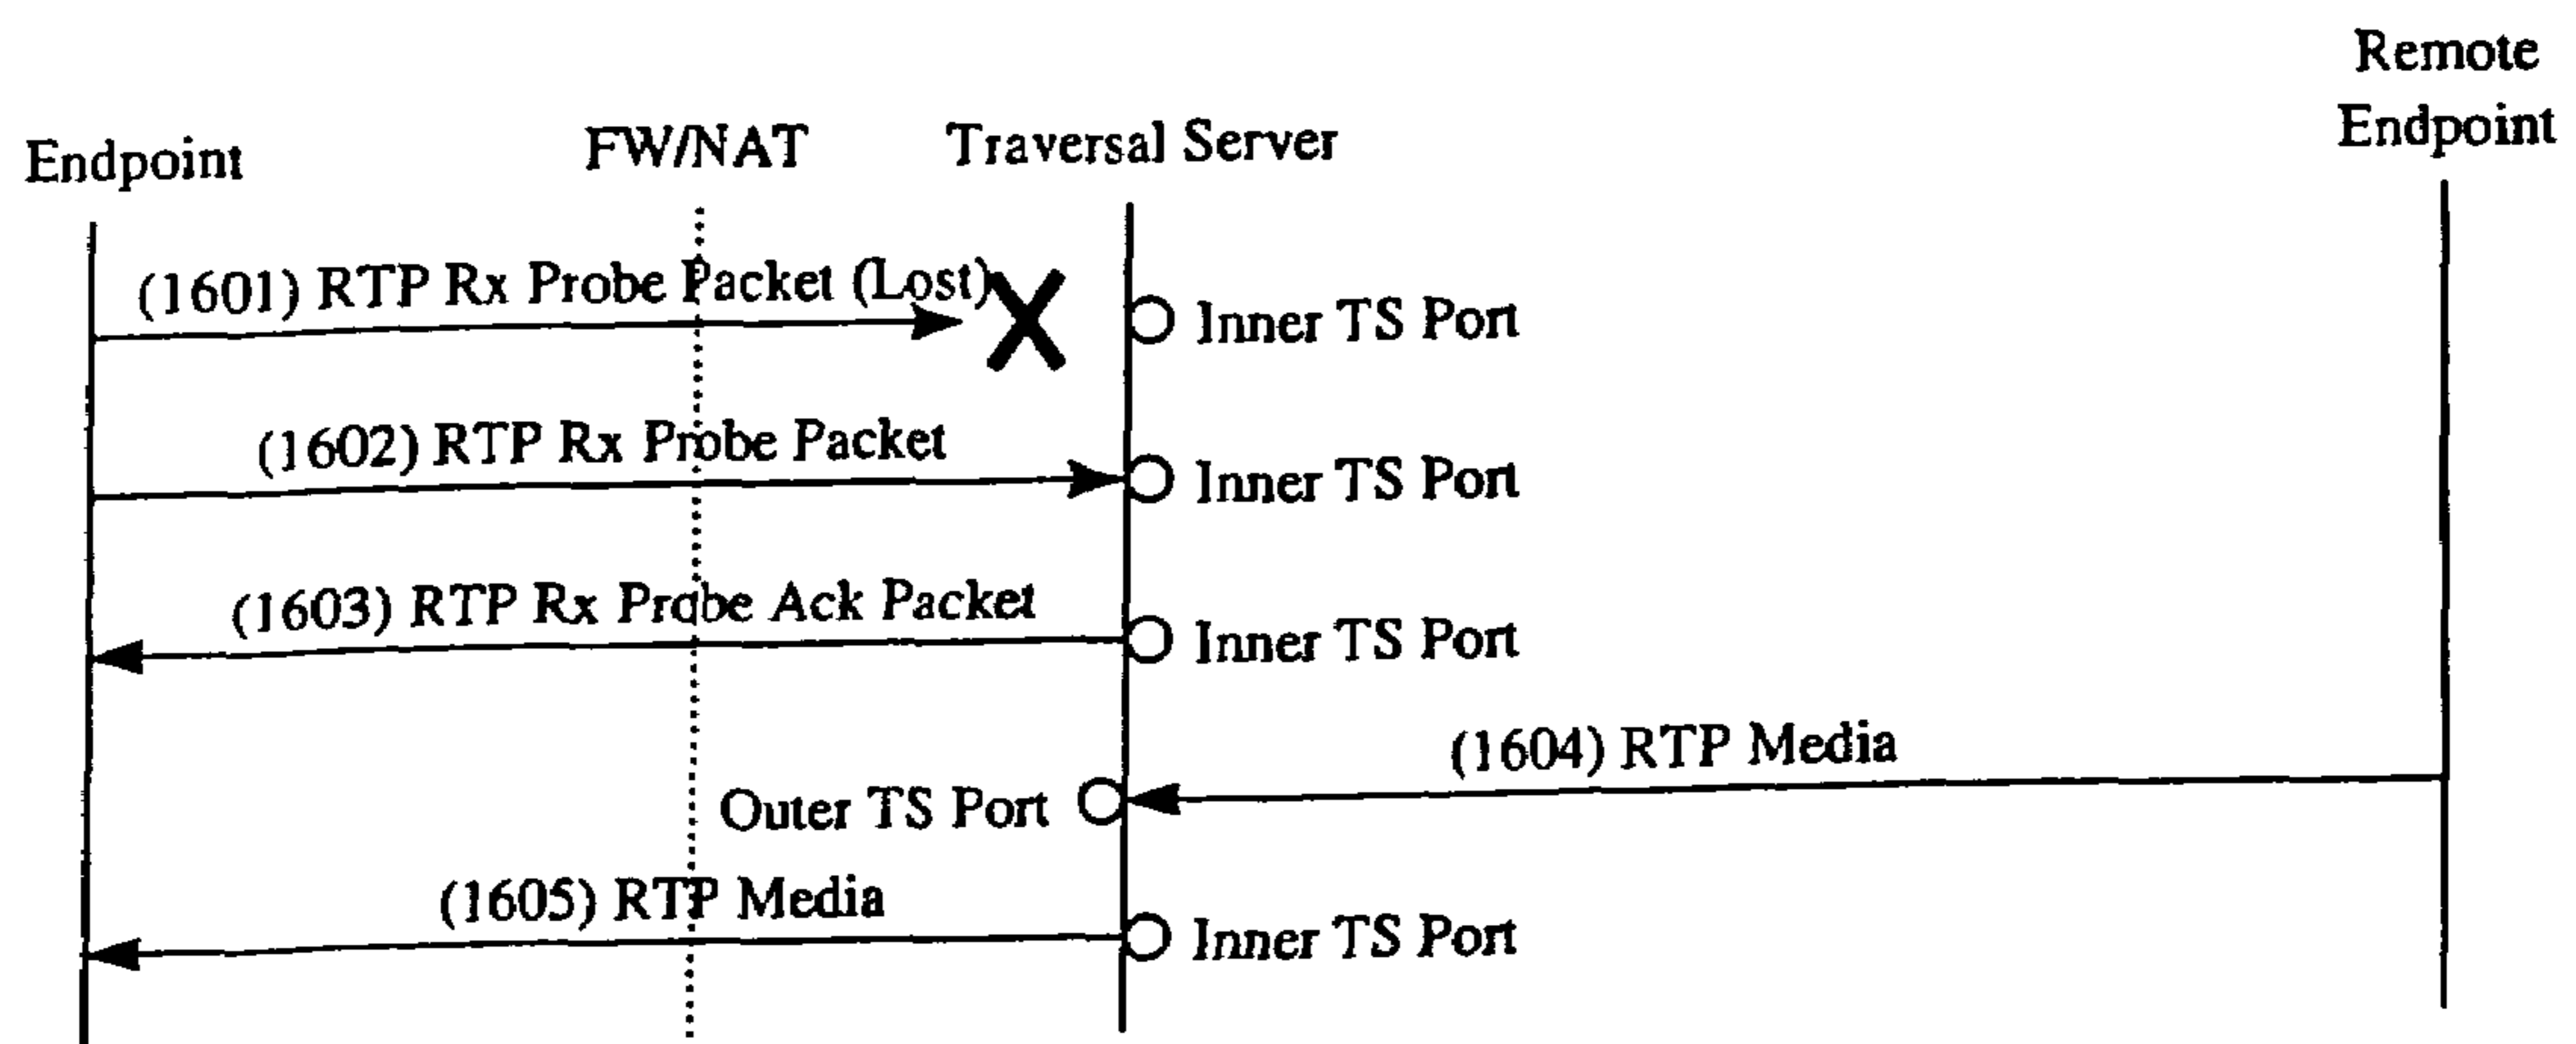 Remote
Endpoint
Endpoint
FW/NAT
Traversal Server
(1601) RTP Rx Probe Packet (Lost)
Inner TS Port
(1602) RTP Rx Probe Packet
Inner TS Port
(1603) RTP Rx Probe Ack Packet
Inner TS Port
(1604) RTP Media
Outer TS Port
(1605) RTP Media
Inner TS Port